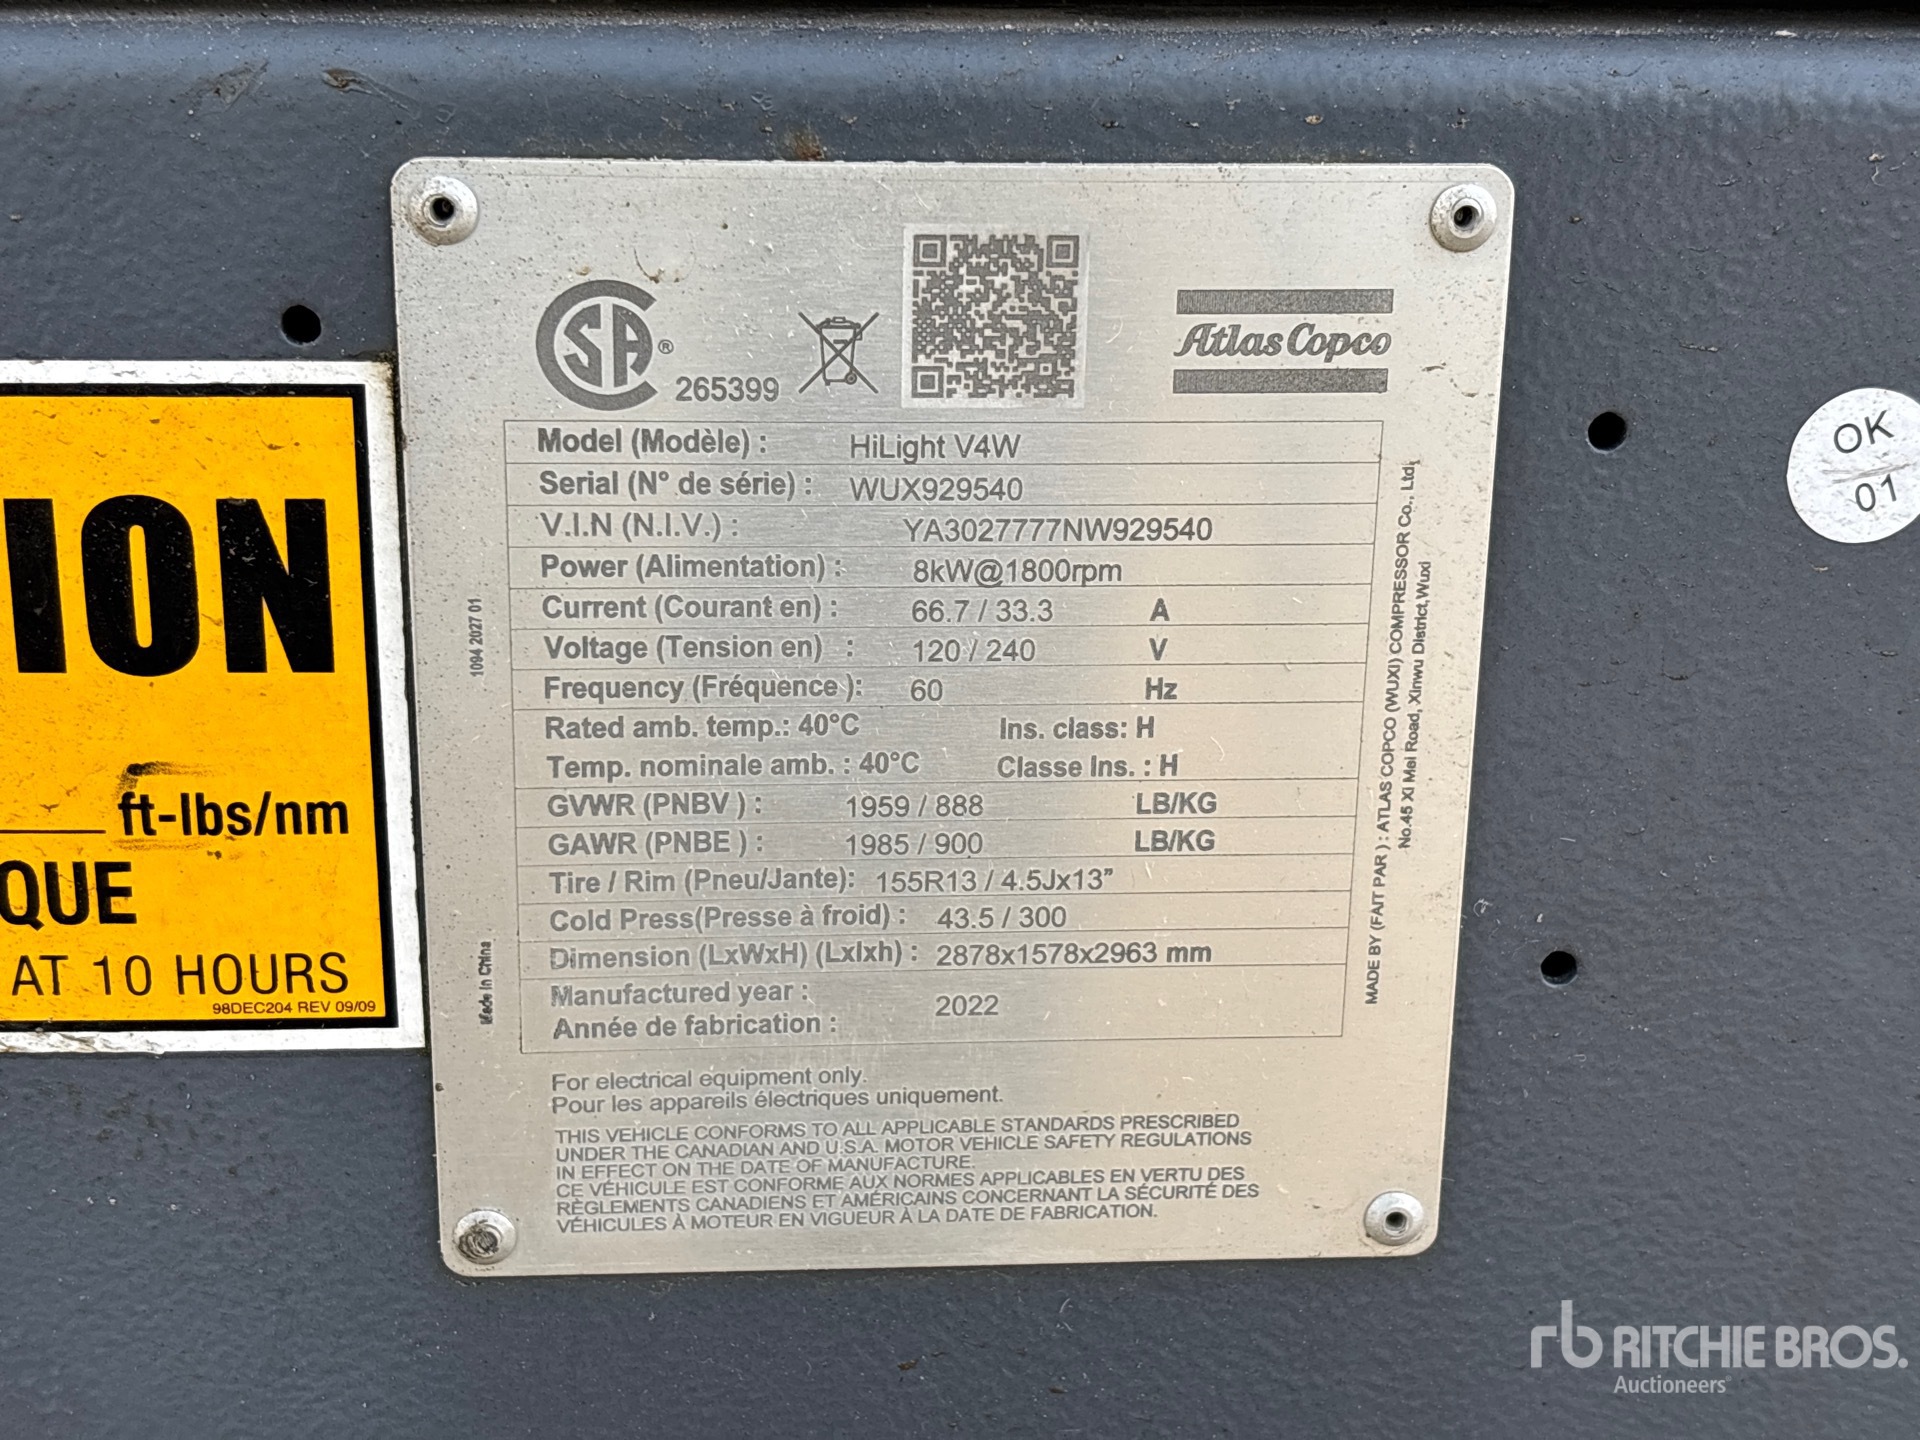 CSA ®
265399
Atlas Copco
Model (Modèle) : HiLight V4W
Serial (N° de série) : WUX929540
V.I.N (N.I.V.) : YA3027777NW929540
Power (Alimentation) : 8kW@1800rpm
Current (Courant en) : 66.7 / 33.3 A
Voltage (Tension en) : 120 / 240 V
Frequency (Fréquence ): 60 Hz
Rated amb. temp.: 40°C Ins. class: H
Temp. nominale amb. : 40°C Classe Ins. : H
GVWR (PNBV ) : 1959 / 888 LB/KG
GAWR (PNBE ) : 1985 / 900 LB/KG
Tire / Rim (Pneu/Jante): 155R13 / 4.5Jx13”
Cold Press(Presse à froid) : 43.5 / 300
Dimension (LxWxH) (Lxlxh) : 2878x1578x2963 mm
Manufactured year : 2022
Année de fabrication :
For electrical equipment only.
Pour les appareils électriques uniquement.
THIS VEHICLE CONFORMS TO ALL APPLICABLE STANDARDS PRESCRIBED
UNDER THE CANADIAN AND U.S.A. MOTOR VEHICLE SAFETY REGULATIONS
IN EFFECT ON THE DATE OF MANUFACTURE.
CE VÉHICULE EST CONFORME AUX NORMES APPLICABLES EN VERTU DES
RÈGLEMENTS CANADIENS ET AMÉRICAINS CONCERNANT LA SÉCURITÉ DES
VÉHICULES À MOTEUR EN VIGUEUR À LA DATE DE FABRICATION.
1094 2027 01
Made in China
MADE BY (FAIT PAR ) : ATLAS COPCO (WUXI) COMPRESSOR Co., Ltd.
No.45 Xi Mei Road, Xinwu District,Wuxi
ION
ft-lbs/nm
QUE
AT 10 HOURS
98DEC204 REV 09/09
OK
01
rb RITCHIE BROS.
Auctioneers